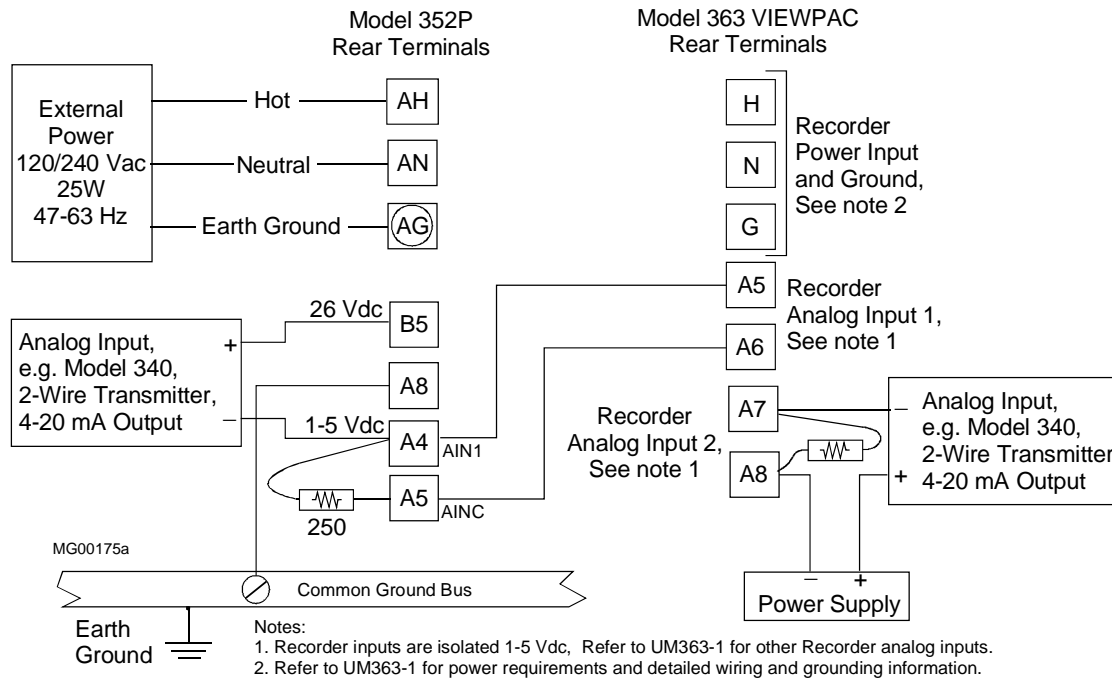 Model 352P
Rear Terminals
Model 363 VIEWPAC
Rear Terminals
External
Power
120/240 Vac
25W
47-63 Hz
Hot
AH
Neutral
AN
Earth Ground
AG
H
N
G
Recorder
Power Input
and Ground,
See note 2
A5
A6
Recorder
Analog Input 1,
See note 1
Analog Input,
e.g. Model 340,
2-Wire Transmitter,
4-20 mA Output
+
−
26 Vdc
B5
A8
1-5 Vdc
A4
AIN1
A5
AINC
250
Recorder
Analog Input 2,
See note 1
A7
A8
−
+
Analog Input,
e.g. Model 340,
2-Wire Transmitter
4-20 mA Output
− +
Power Supply
MG00175a
Common Ground Bus
Earth
Ground
Notes:
1. Recorder inputs are isolated 1-5 Vdc, Refer to UM363-1 for other Recorder analog inputs.
2. Refer to UM363-1 for power requirements and detailed wiring and grounding information.